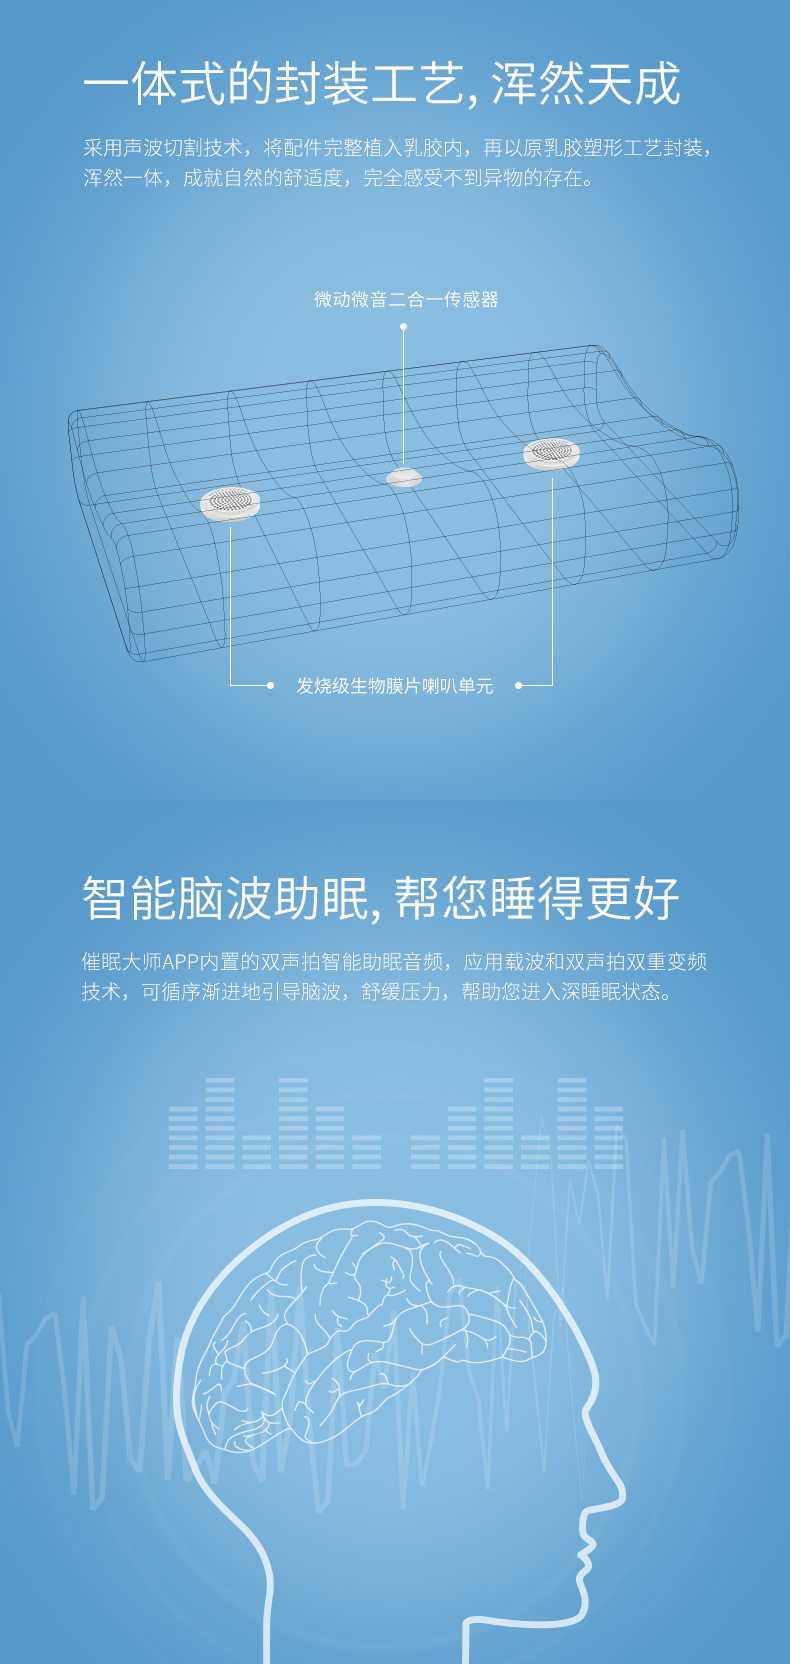 一体式的封装工艺, 浑然天成
采用声波切割技术，将配件完整植入乳胶内，再以原乳胶塑形工艺封装，
浑然一体，成就自然的舒适度，完全感受不到异物的存在。
微动微音二合一传感器
发烧级生物膜片喇叭单元
智能脑波助眠, 帮您睡得更好
催眠大师APP内置的双声拍智能助眠音频，应用载波和双声拍双重变频
技术，可循序渐进地引导脑波，舒缓压力，帮助您进入深睡眠状态。